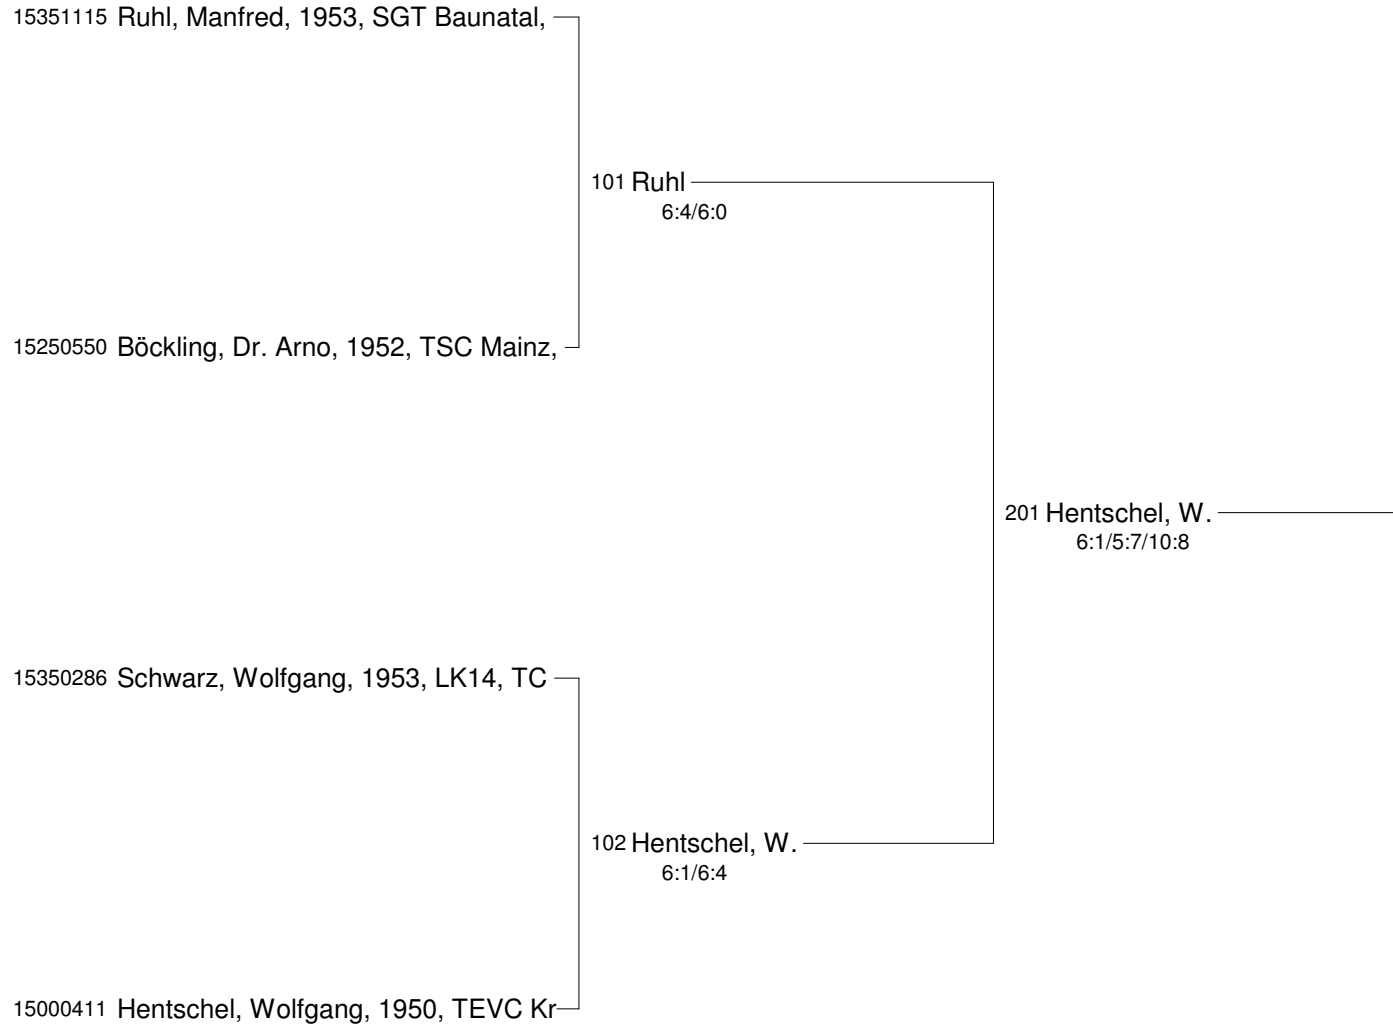 15351115 Ruhl, Manfred, 1953, SGT Baunatal,
101 Ruhl
6:4/6:0
15250550 Böckling, Dr. Arno, 1952, TSC Mainz,
201 Hentschel, W.
6:1/5:7/10:8
15350286 Schwarz, Wolfgang, 1953, LK14, TC
102 Hentschel, W.
6:1/6:4
15000411 Hentschel, Wolfgang, 1950, TEVC Kr